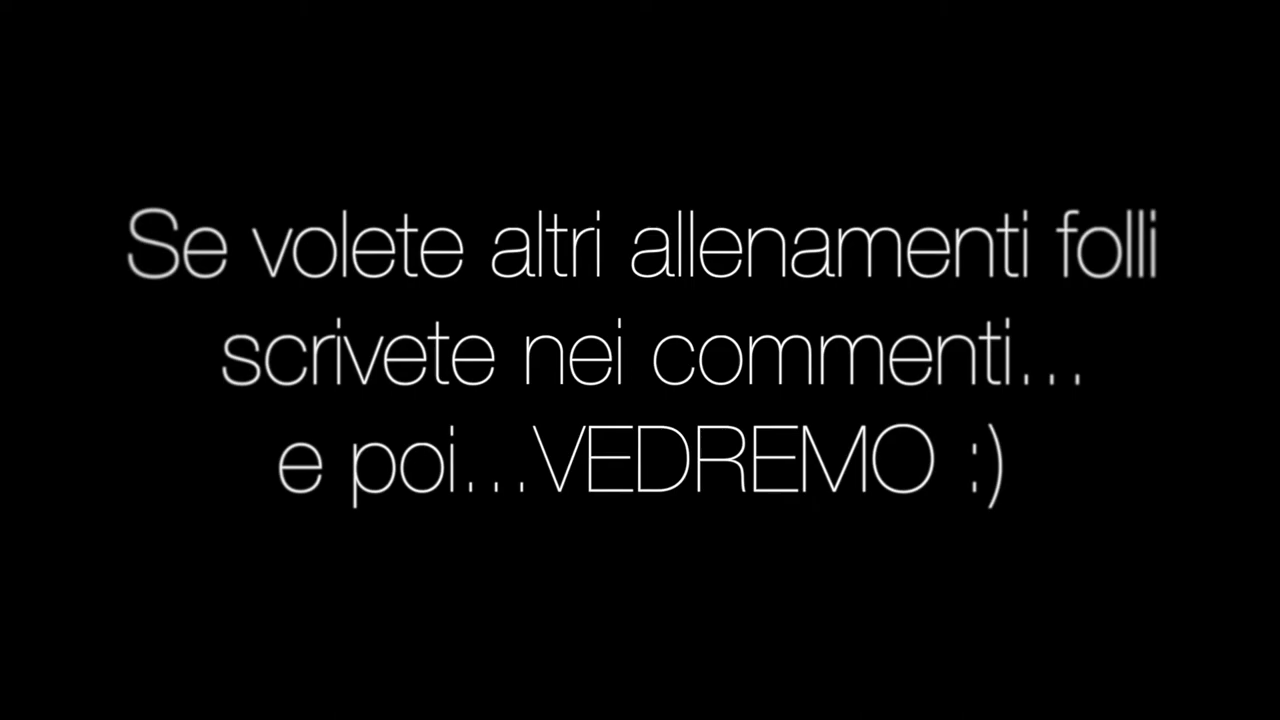 Se volete altri allenamenti folli
scrivete nei commenti...
e poi...VEDREMO :)